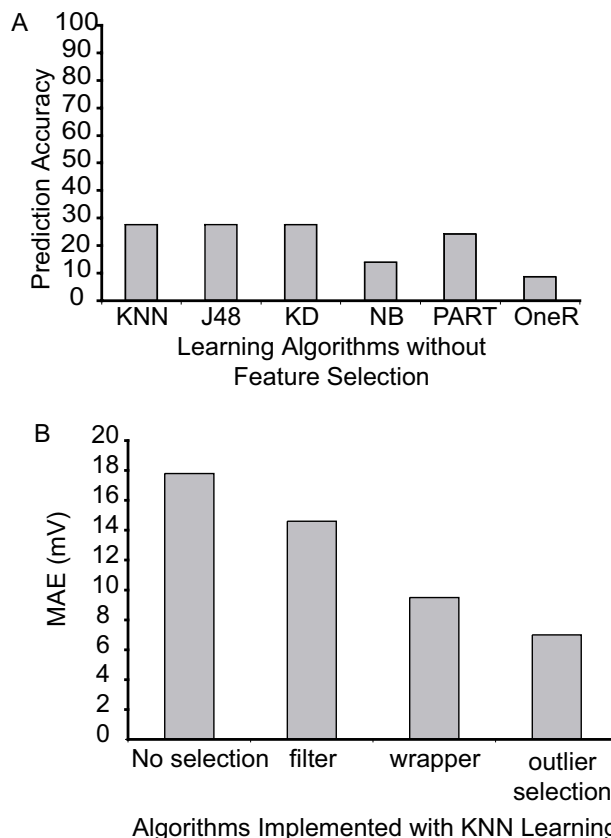 A
Prediction Accuracy
100
90
80
70
60
50
40
30
20
10
0
KNN J48 KD NB PART OneR
Learning Algorithms without
Feature Selection
B
MAE (mV)
20
18
16
14
12
10
8
6
4
2
0
No selection filter wrapper outlier
selection
Algorithms Implemented with KNN Learning